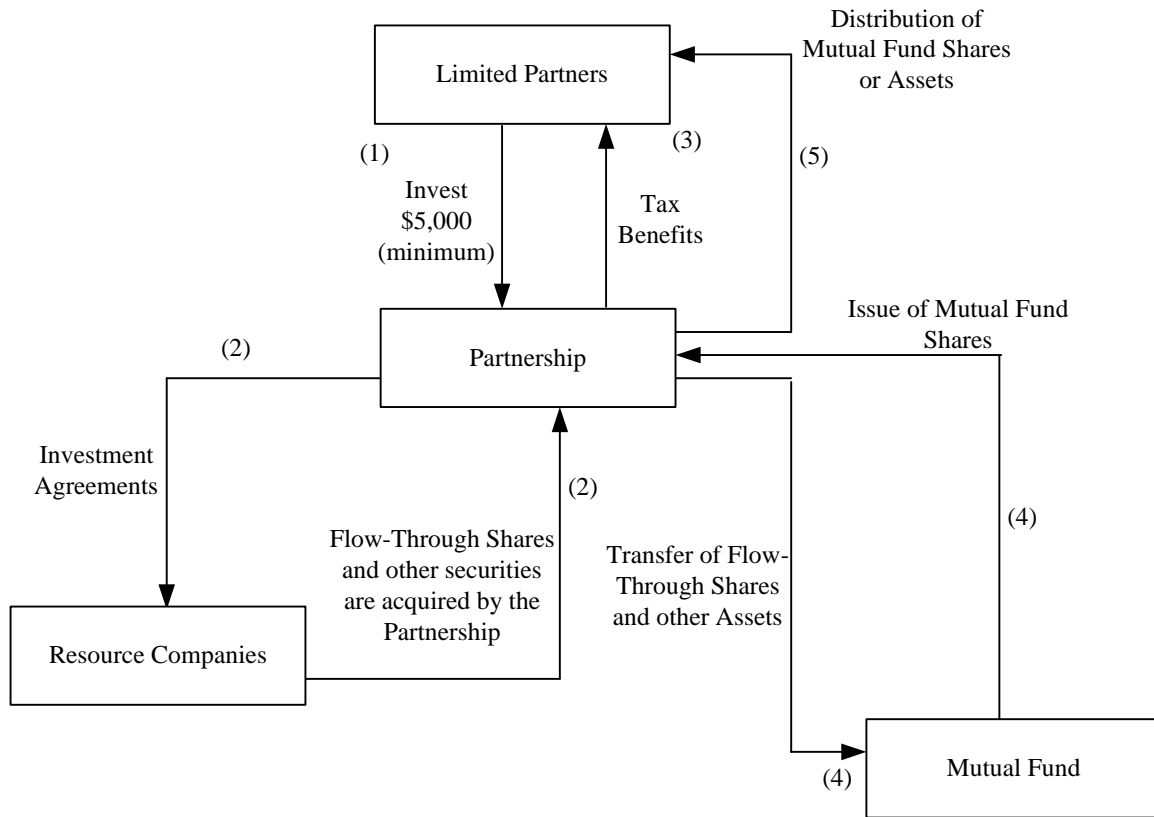 Distribution of
Mutual Fund Shares
or Assets
Limited Partners
(1)
(3)
(5)
Invest
$5,000
(minimum)
Tax
Benefits
Issue of Mutual Fund
Shares
(2)
Partnership
Investment
Agreements
(2)
Flow-Through Shares
and other securities
are acquired by the
Partnership
Transfer of Flow-
Through Shares
and other Assets
(4)
Resource Companies
(4)
Mutual Fund